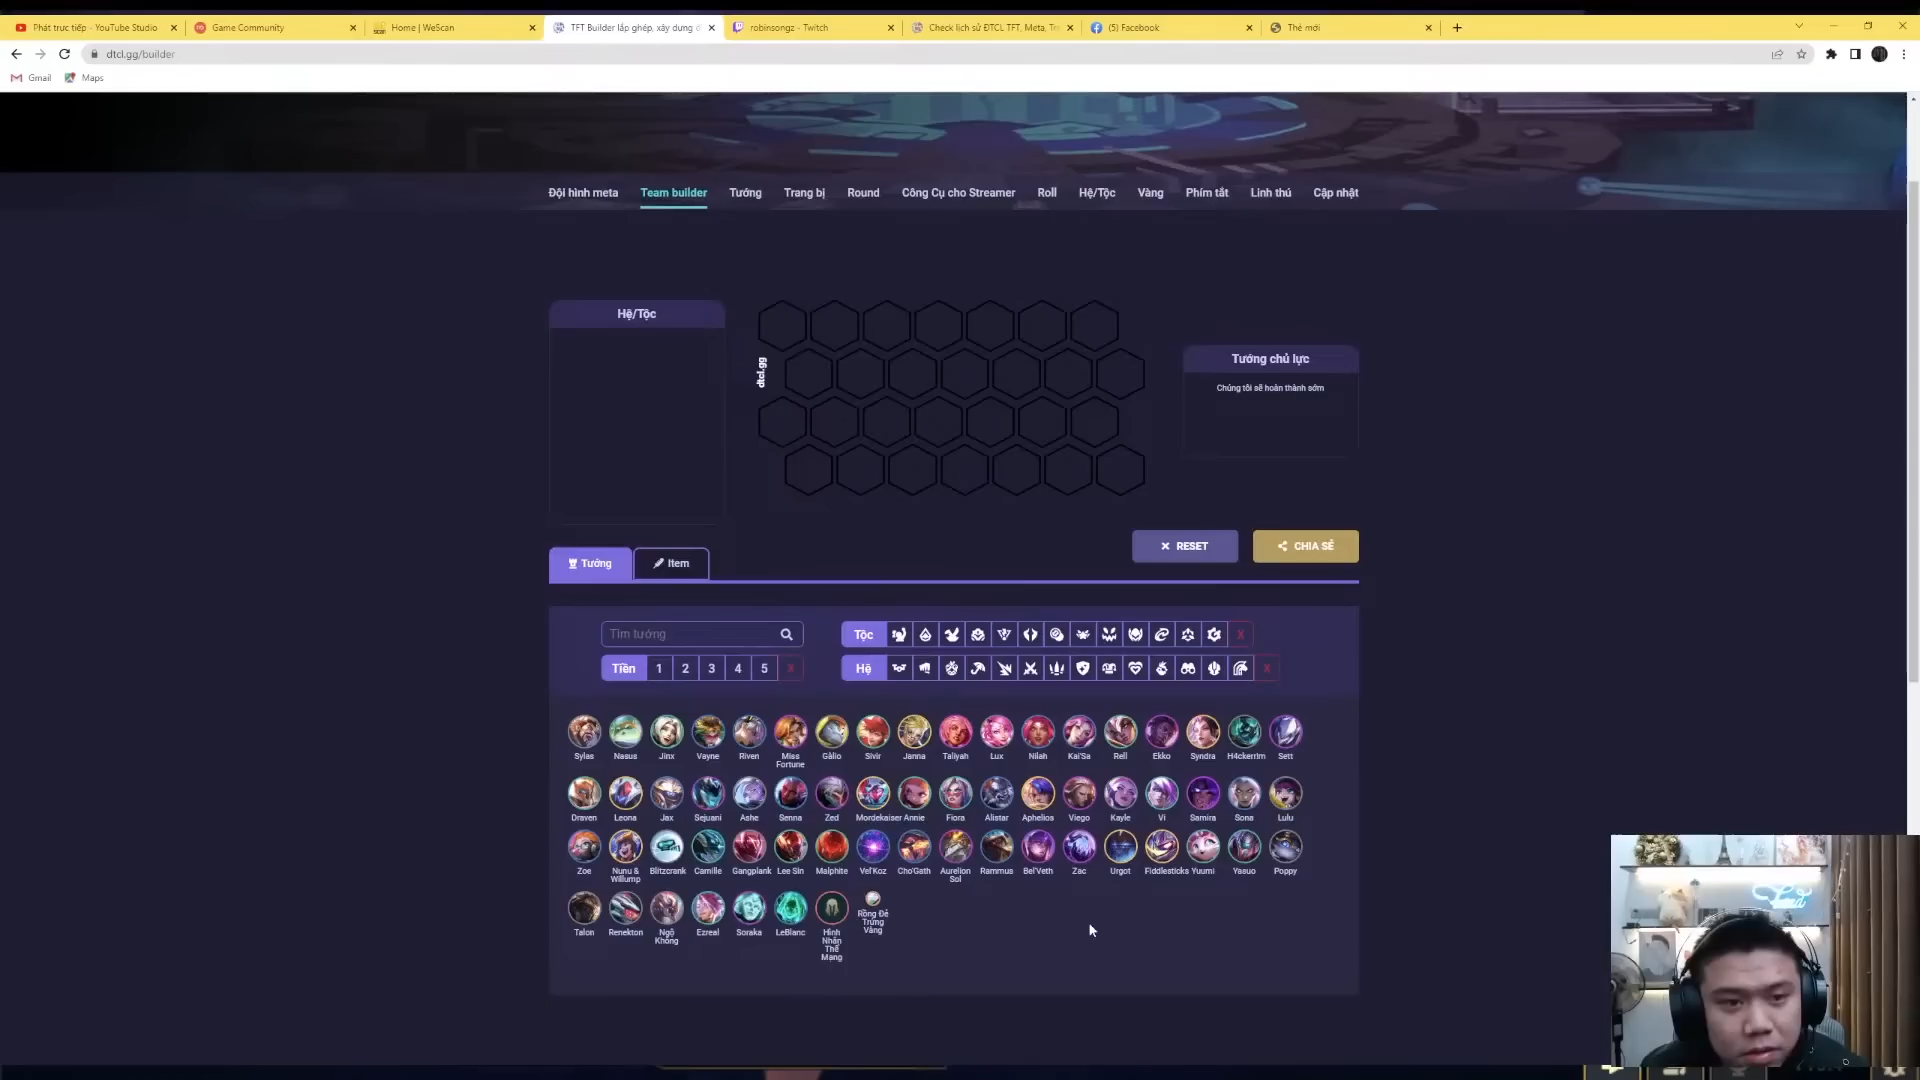 Phát trực tiếp - YouTube Studio
Game Community
Home | WeScan
TFT Builder lắp ghép, xây dựng đ
robinsongz - Twitch
Check lịch sử ĐTCL TFT, Meta, Tr
(5) Facebook
Thẻ mới
dtcl.gg/builder
Gmail
Maps
Đội hình meta
Team builder
Tướng
Trang bị
Round
Công Cụ cho Streamer
Roll
Hệ/Tộc
Vàng
Phím tắt
Linh thú
Cập nhật
Hệ/Tộc
dtcl.gg
Tướng chủ lực
Chúng tôi sẽ hoàn thành sớm
RESET
CHIA SẺ
Tướng
Item
Tìm tướng
Tộc
X
Tiền 1 2 3 4 5 X
Hệ
X
Sylas Nasus Jinx Vayne Riven Miss Fortune Galio Sivir Janna Taliyah Lux Nilah Kai'Sa Rell Ekko Syndra H4ckerr!m Sett
Draven Leona Jax Sejuani Ashe Senna Zed Mordekaiser Annie Fiora Alistar Aphelios Viego Kayle Vi Samira Sona Lulu
Zoe Nunu & Willump Blitzcrank Camille Gangplank Lee Sin Malphite Vel'Koz Cho'Gath Aurelion Sol Rammus Bel'Veth Zac Urgot Fiddlesticks Yuumi Yasuo Poppy
Talon Renekton Ngộ Không Ezreal Soraka LeBlanc Hình Nhân Thế Mạng Rồng Đẻ Trứng Vàng